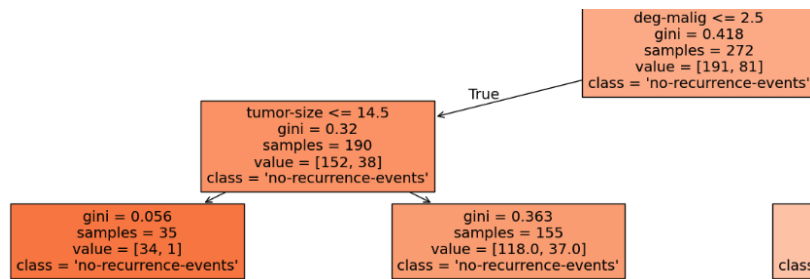 deg-malig <= 2.5
gini = 0.418
samples = 272
value = [191, 81]
class = 'no-recurrence-events'
True
tumor-size <= 14.5
gini = 0.32
samples = 190
value = [152, 38]
class = 'no-recurrence-events'
gini = 0.056
samples = 35
value = [34, 1]
class = 'no-recurrence-events'
gini = 0.363
samples = 155
value = [118.0, 37.0]
class = 'no-recurrence-events'
class